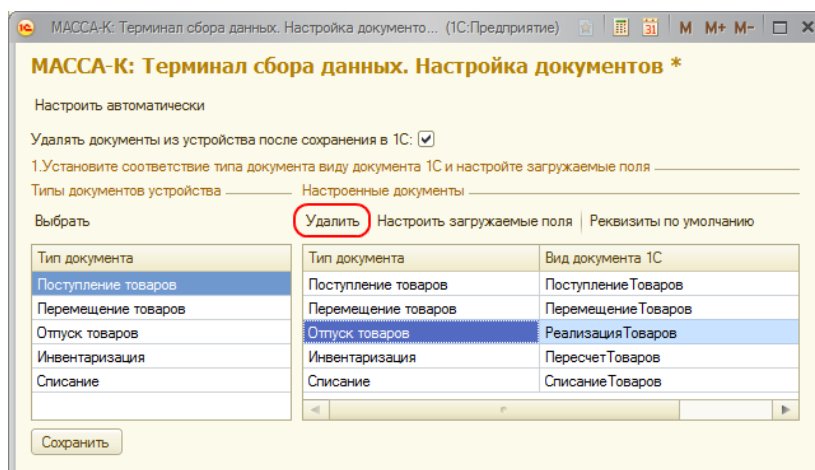 МАССА-К: Терминал сбора данных. Настройка документо... (1С:Предприятие) 31 M M+ M-
МАССА-К: Терминал сбора данных. Настройка документов *
Настроить автоматически
Удалять документы из устройства после сохранения в 1С:
1.Установите соответствие типа документа виду документа 1С и настройте загружаемые поля
Типы документов устройства Настроенные документы
Выбрать Удалить Настроить загружаемые поля Реквизиты по умолчанию
Тип документа Тип документа Вид документа 1С
Поступление товаров Поступление товаров ПоступлениеТоваров
Перемещение товаров Перемещение товаров ПеремещениеТоваров
Отпуск товаров Отпуск товаров РеализацияТоваров
Инвентаризация Инвентаризация ПересчетТоваров
Списание Списание СписаниеТоваров
Сохранить